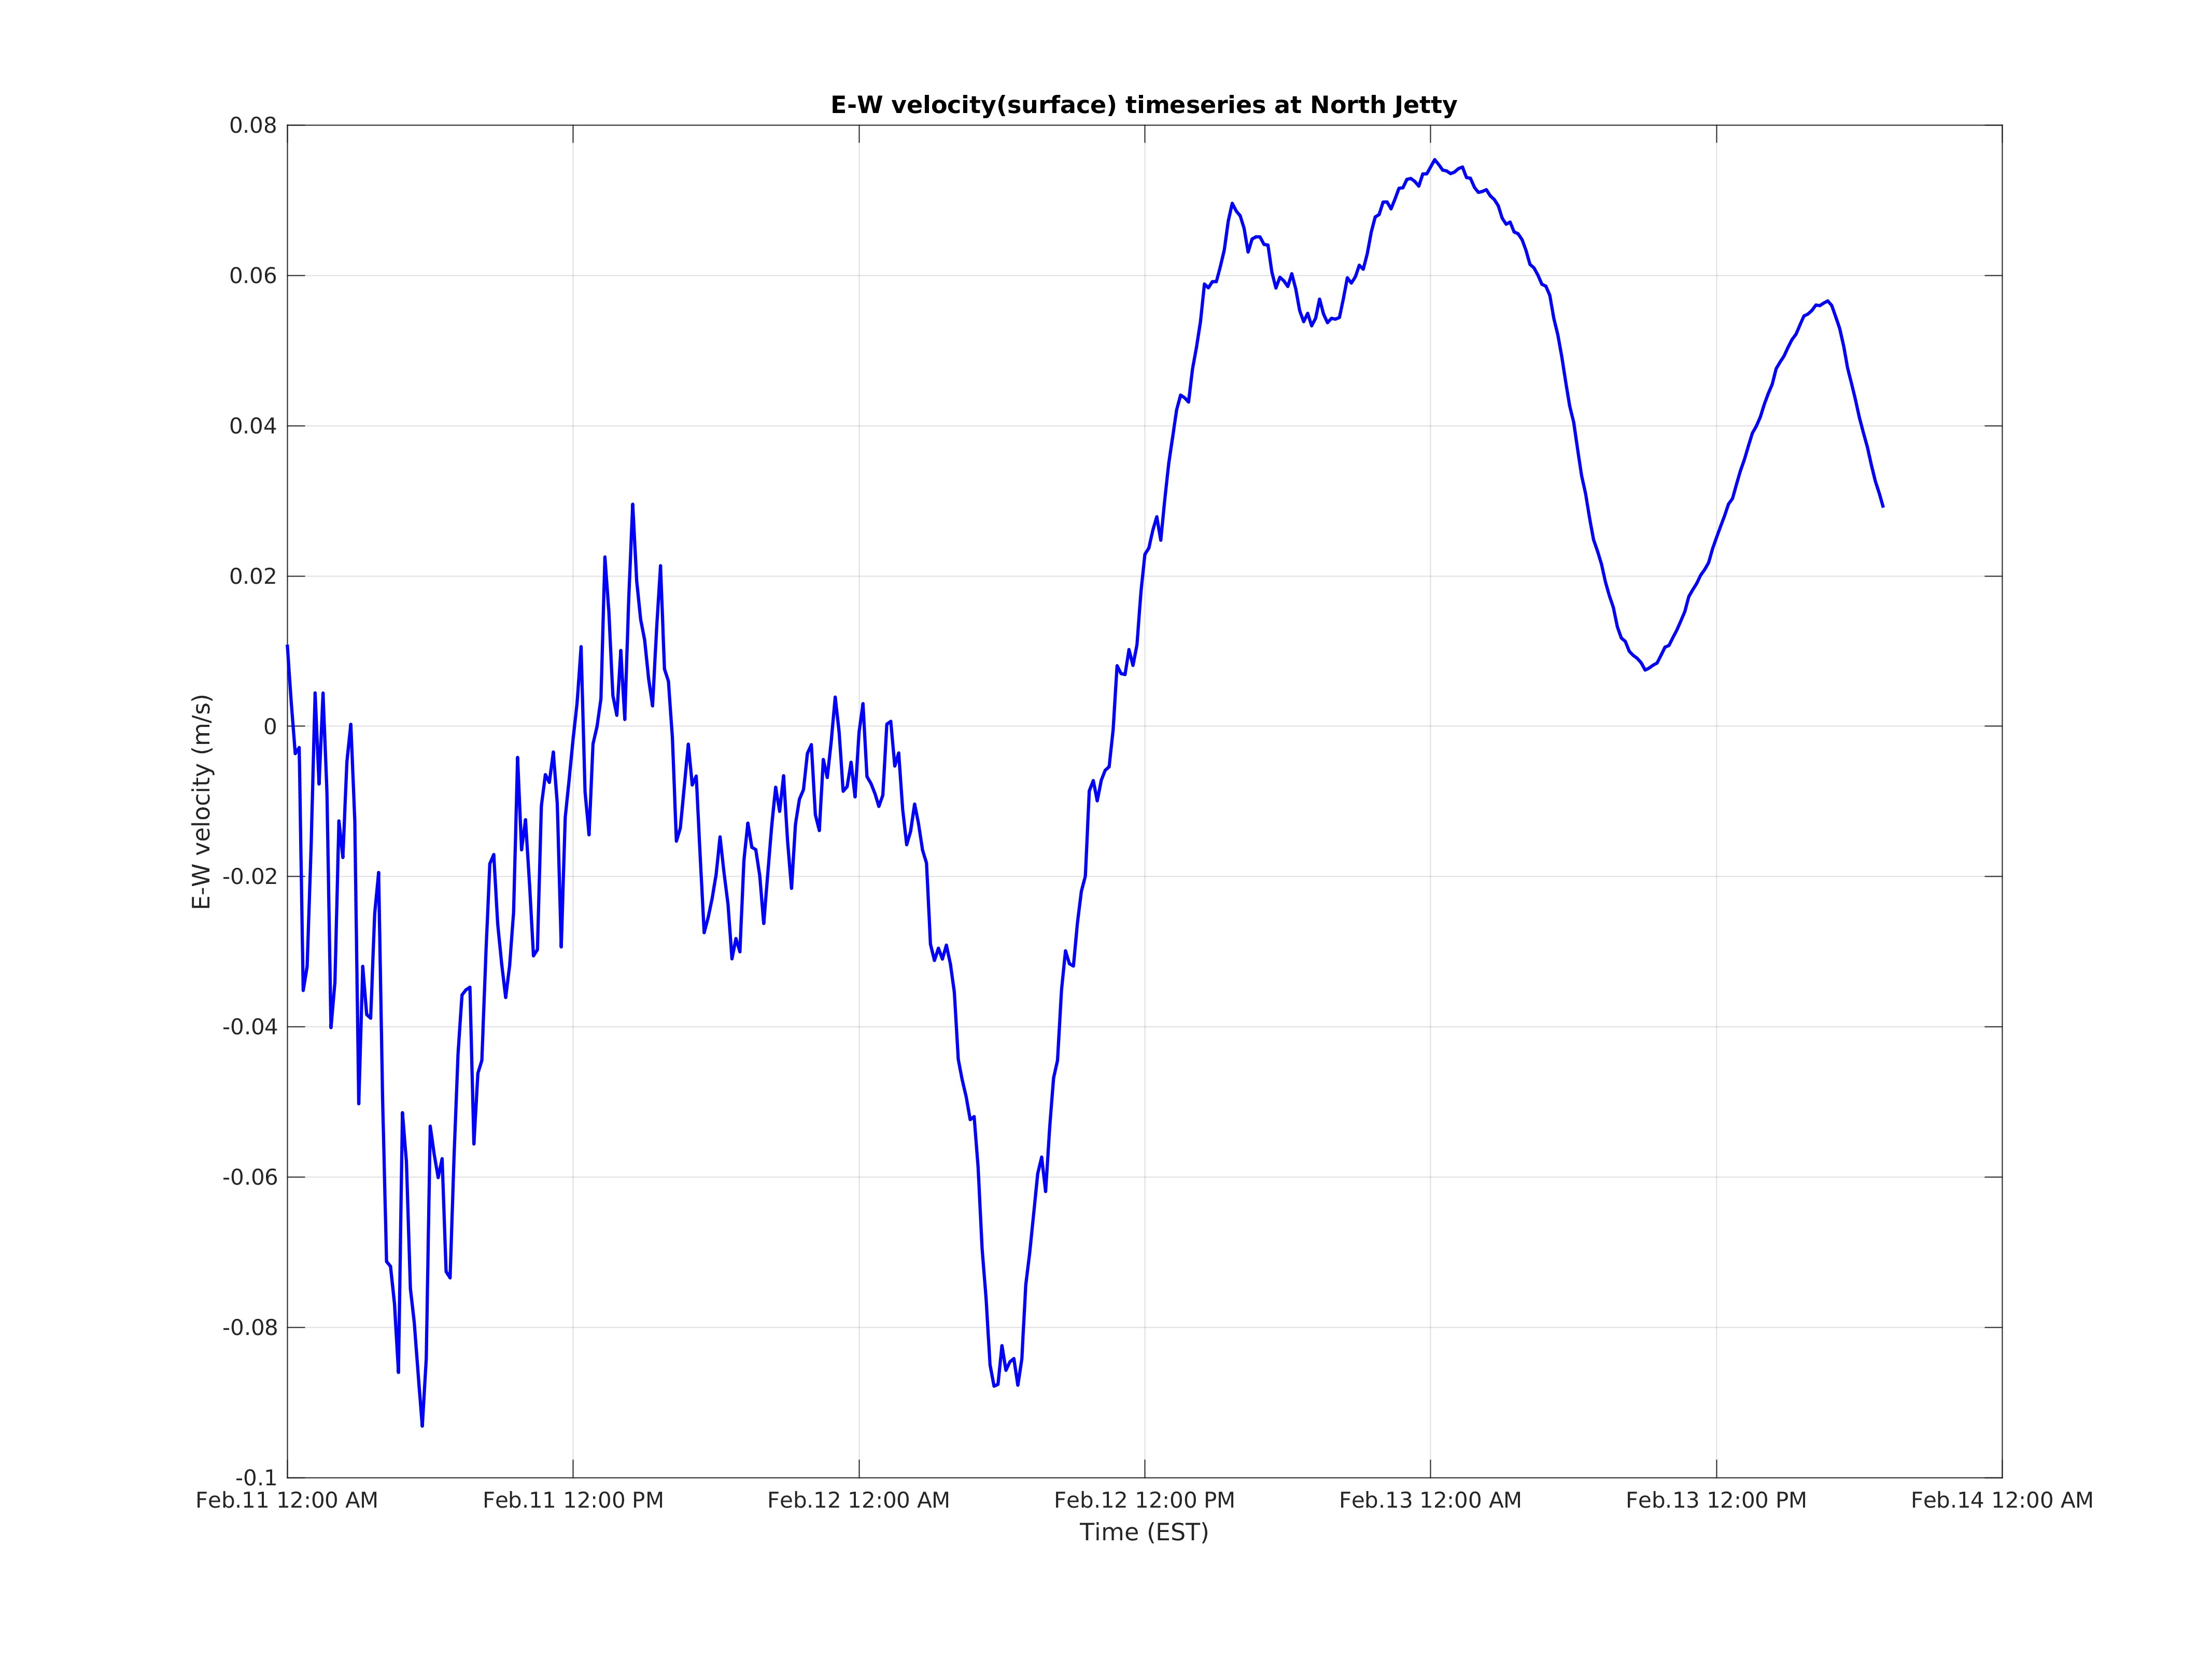 E-W velocity(surface) timeseries at North Jetty
0.08
0.06
0.04
0.02
0
-0.02
-0.04
-0.06
-0.08
-0.1
E-W velocity (m/s)
Feb.11 12:00 AM Feb.11 12:00 PM Feb.12 12:00 AM Feb.12 12:00 PM Feb.13 12:00 AM Feb.13 12:00 PM Feb.14 12:00 AM
Time (EST)